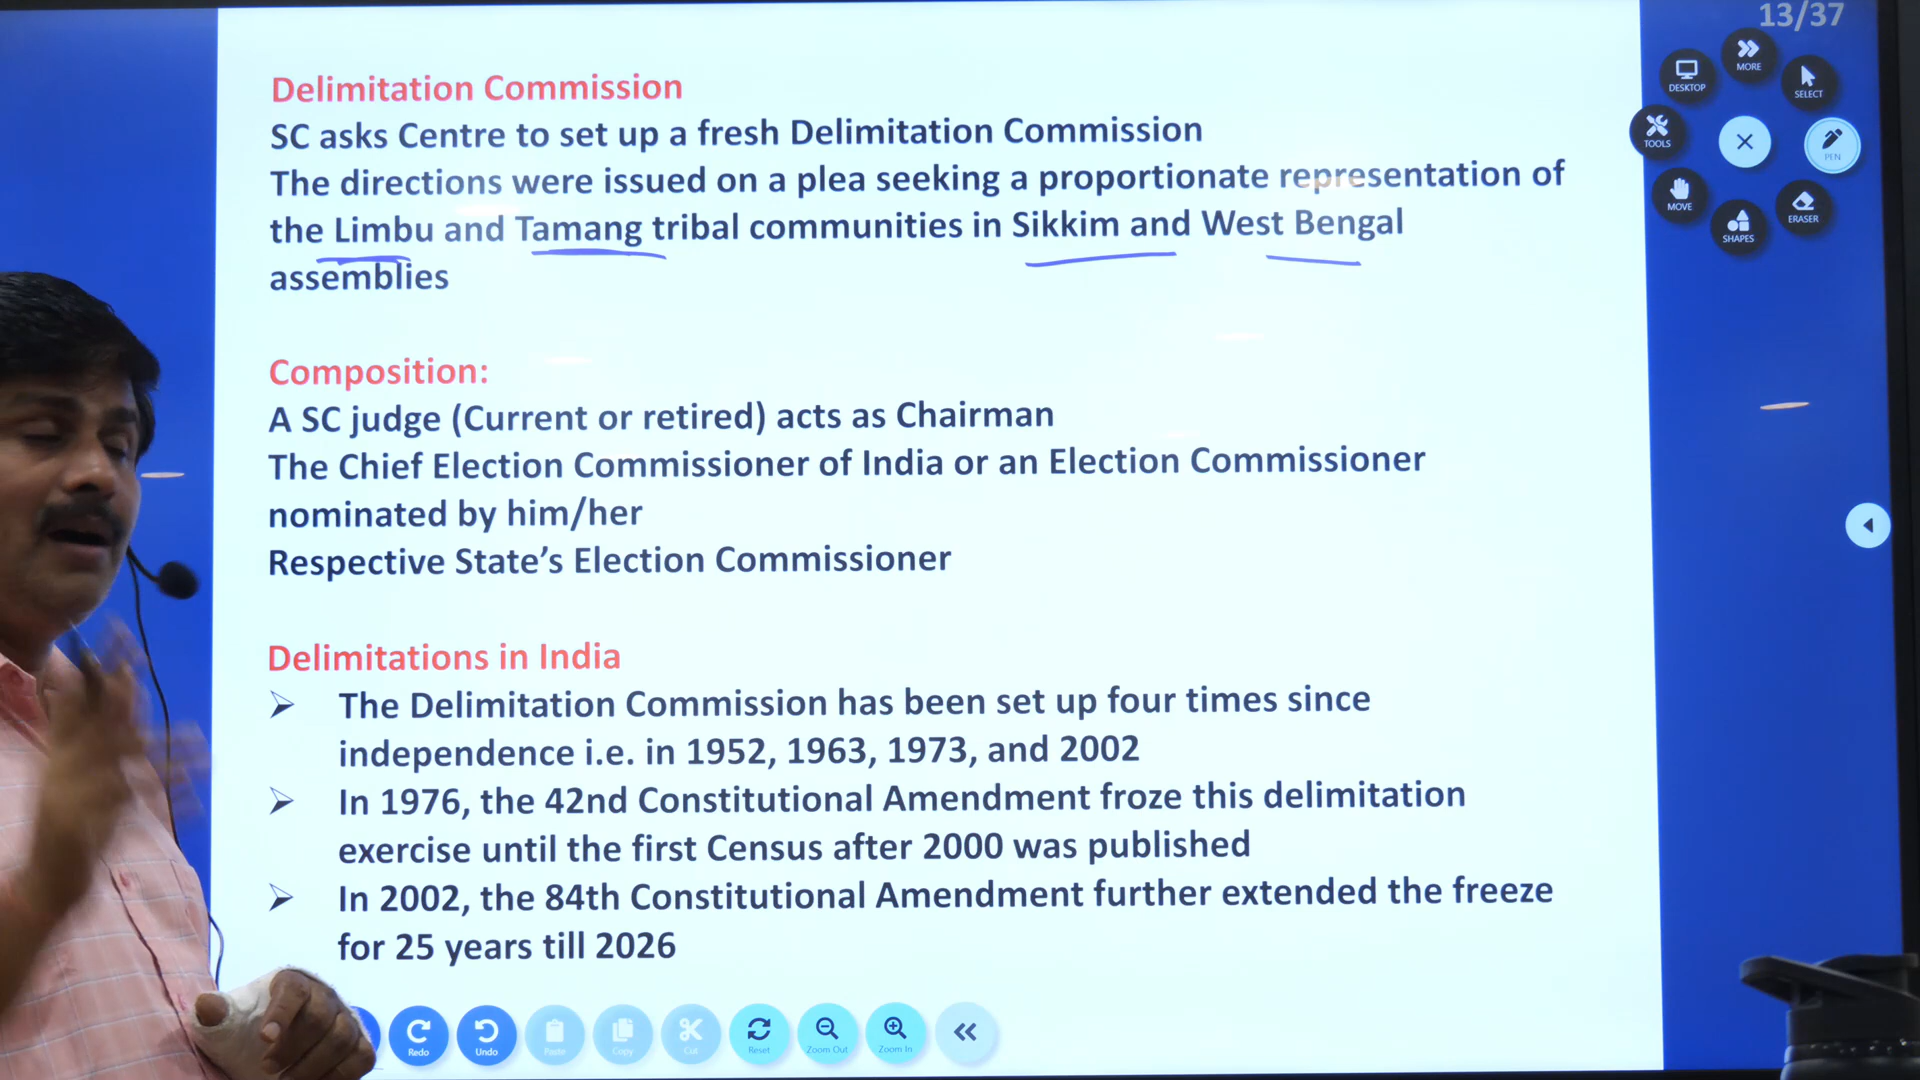 13/37
Delimitation Commission
SC asks Centre to set up a fresh Delimitation Commission
The directions were issued on a plea seeking a proportionate representation of
the Limbu and Tamang tribal communities in Sikkim and West Bengal
assemblies
Composition:
A SC judge (Current or retired) acts as Chairman
The Chief Election Commissioner of India or an Election Commissioner
nominated by him/her
Respective State’s Election Commissioner
Delimitations in India
➢ The Delimitation Commission has been set up four times since
independence i.e. in 1952, 1963, 1973, and 2002
➢ In 1976, the 42nd Constitutional Amendment froze this delimitation
exercise until the first Census after 2000 was published
➢ In 2002, the 84th Constitutional Amendment further extended the freeze
for 25 years till 2026
MORE
DESKTOP
SELECT
TOOLS
PEN
MOVE
ERASER
SHAPES
Redo
Undo
Paste
Copy
Cut
Reset
Zoom Out
Zoom In